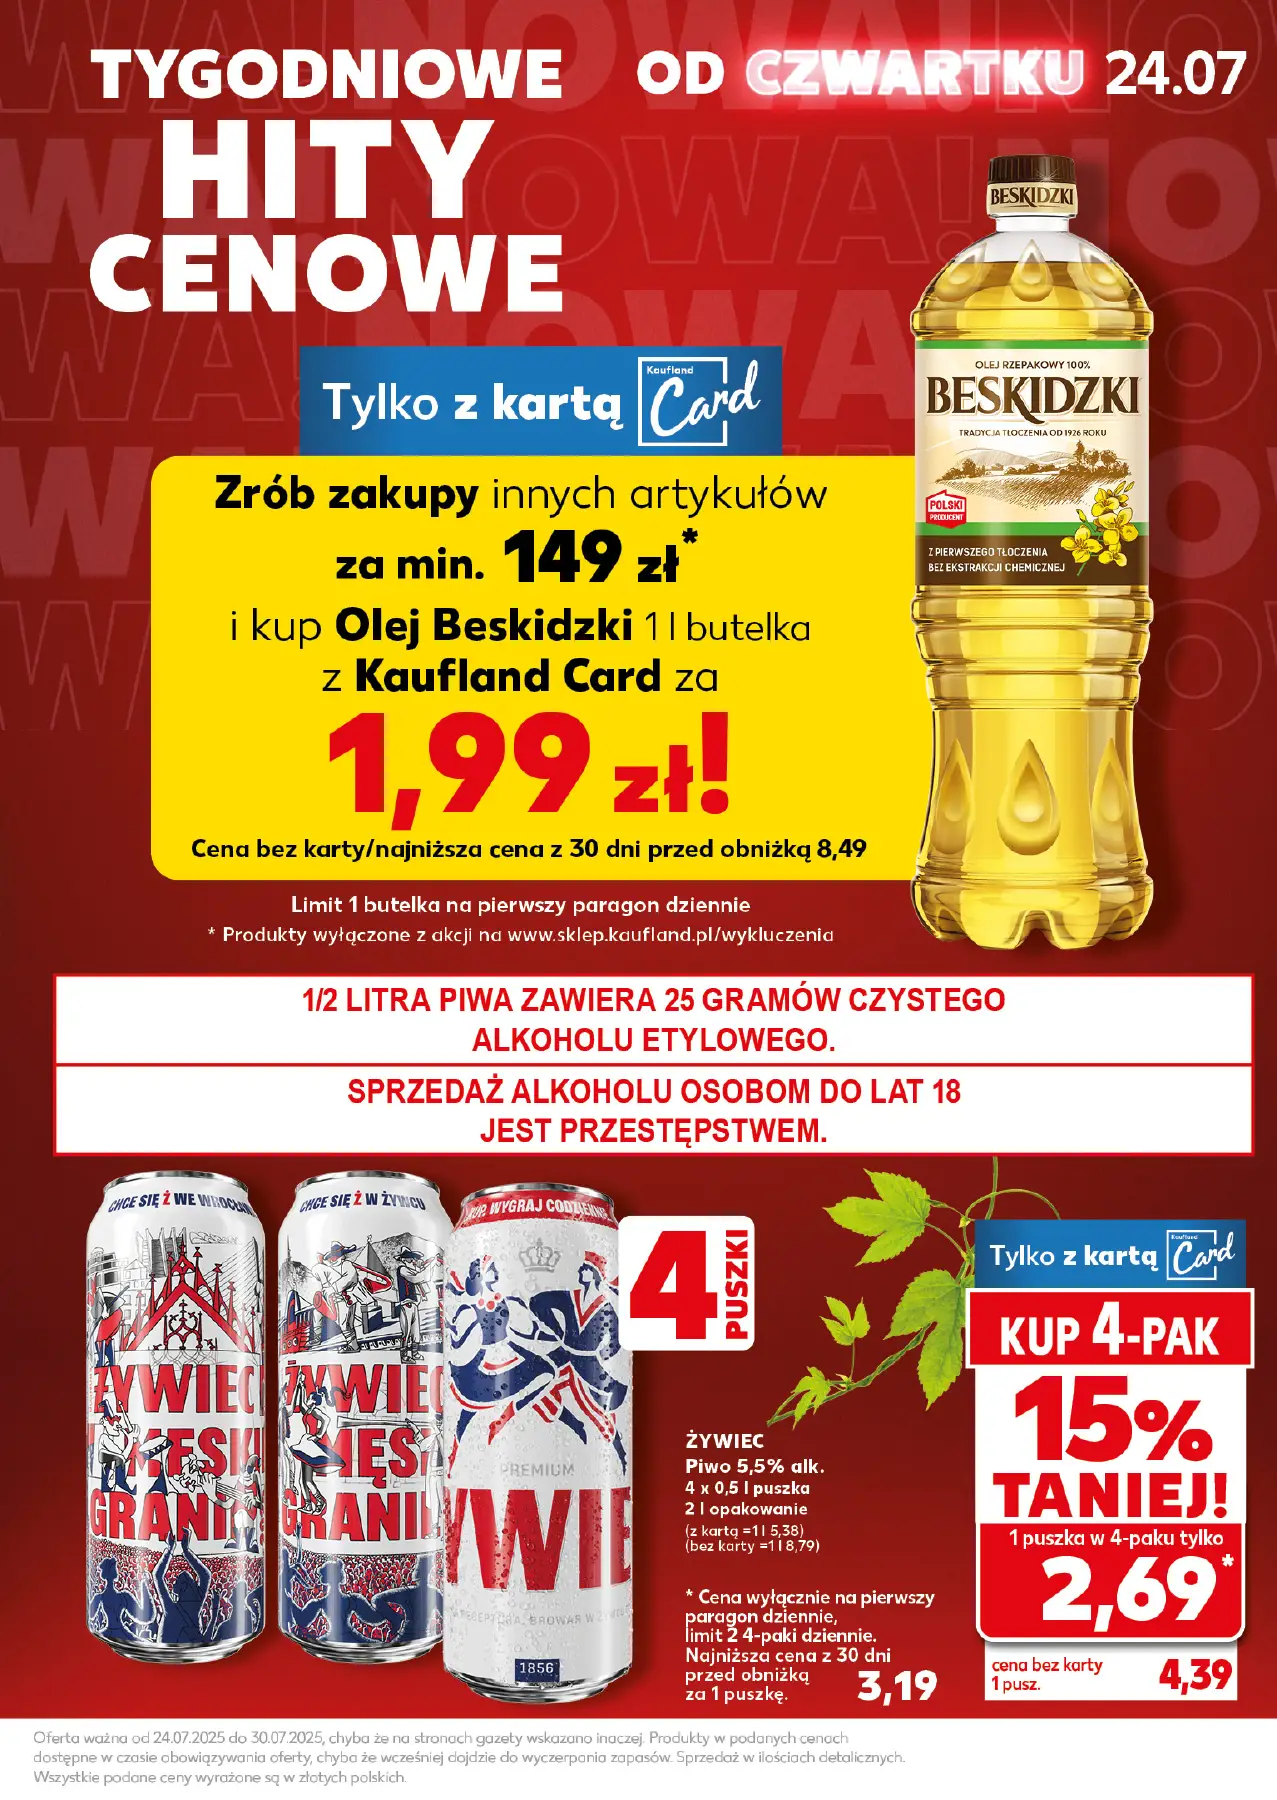 TYGODNIOWE
HITY
CENOWE
OD CZWARTKU 24.07
BESKIDZKI
OLEJ RZEPAKOWY 100%
BESKIDZKI
TRADYCJA TŁOCZENIA OD 1926 ROKU
POLSKI
PRODUCENT
Z PIERWSZEGO TŁOCZENIA
BEZ EKSTRAKCJI CHEMICZNEJ
Tylko z kartą
Kaufland
Card
Zrób zakupy innych artykułów
za min. 149 zł*
i kup Olej Beskidzki 1 l butelka
z Kaufland Card za
1,99 zł!
Cena bez karty/najniższa cena z 30 dni przed obniżką 8,49
Limit 1 butelka na pierwszy paragon dziennie
* Produkty wyłączone z akcji na www.sklep.kaufland.pl/wykluczenia
1/2 LITRA PIWA ZAWIERA 25 GRAMÓW CZYSTEGO
ALKOHOLU ETYLOWEGO.
SPRZEDAŻ ALKOHOLU OSOBOM DO LAT 18
JEST PRZESTĘPSTWEM.
CHCE SIĘ Ż WE WROCŁAW
ŻYWIEC
MĘSKI
GRANIE
CHCE SIĘ Ż W ŻYWCU
ŻYWIE
MĘS
GRANI
KUP, WYGRAJ CODZIENNIE
PREMIUM
YWIE
1856
4
PUSZKI
ŻYWIEC
Piwo 5,5% alk.
4 x 0,5 l puszka
2 l opakowanie
(z kartą =1 l 5,38)
(bez karty =1 l 8,79)
* Cena wyłącznie na pierwszy
paragon dziennie,
limit 2 4-paki dziennie.
Najniższa cena z 30 dni
przed obniżką
za 1 puszkę. 3,19
Tylko z kartą
Kaufland
Card
KUP 4-PAK
15%
TANIEJ!
1 puszka w 4-paku tylko
2,69*
cena bez karty
1 pusz. 4,39
Oferta ważna od 24.07.2025 do 30.07.2025, chyba że na stronach gazety wskazano inaczej. Produkty w podanych cenach
dostępne w czasie obowiązywania oferty, chyba że wcześniej dojdzie do wyczerpania zapasów. Sprzedaż w ilościach detalicznych.
Wszystkie podane ceny wyrażone są w złotych polskich.